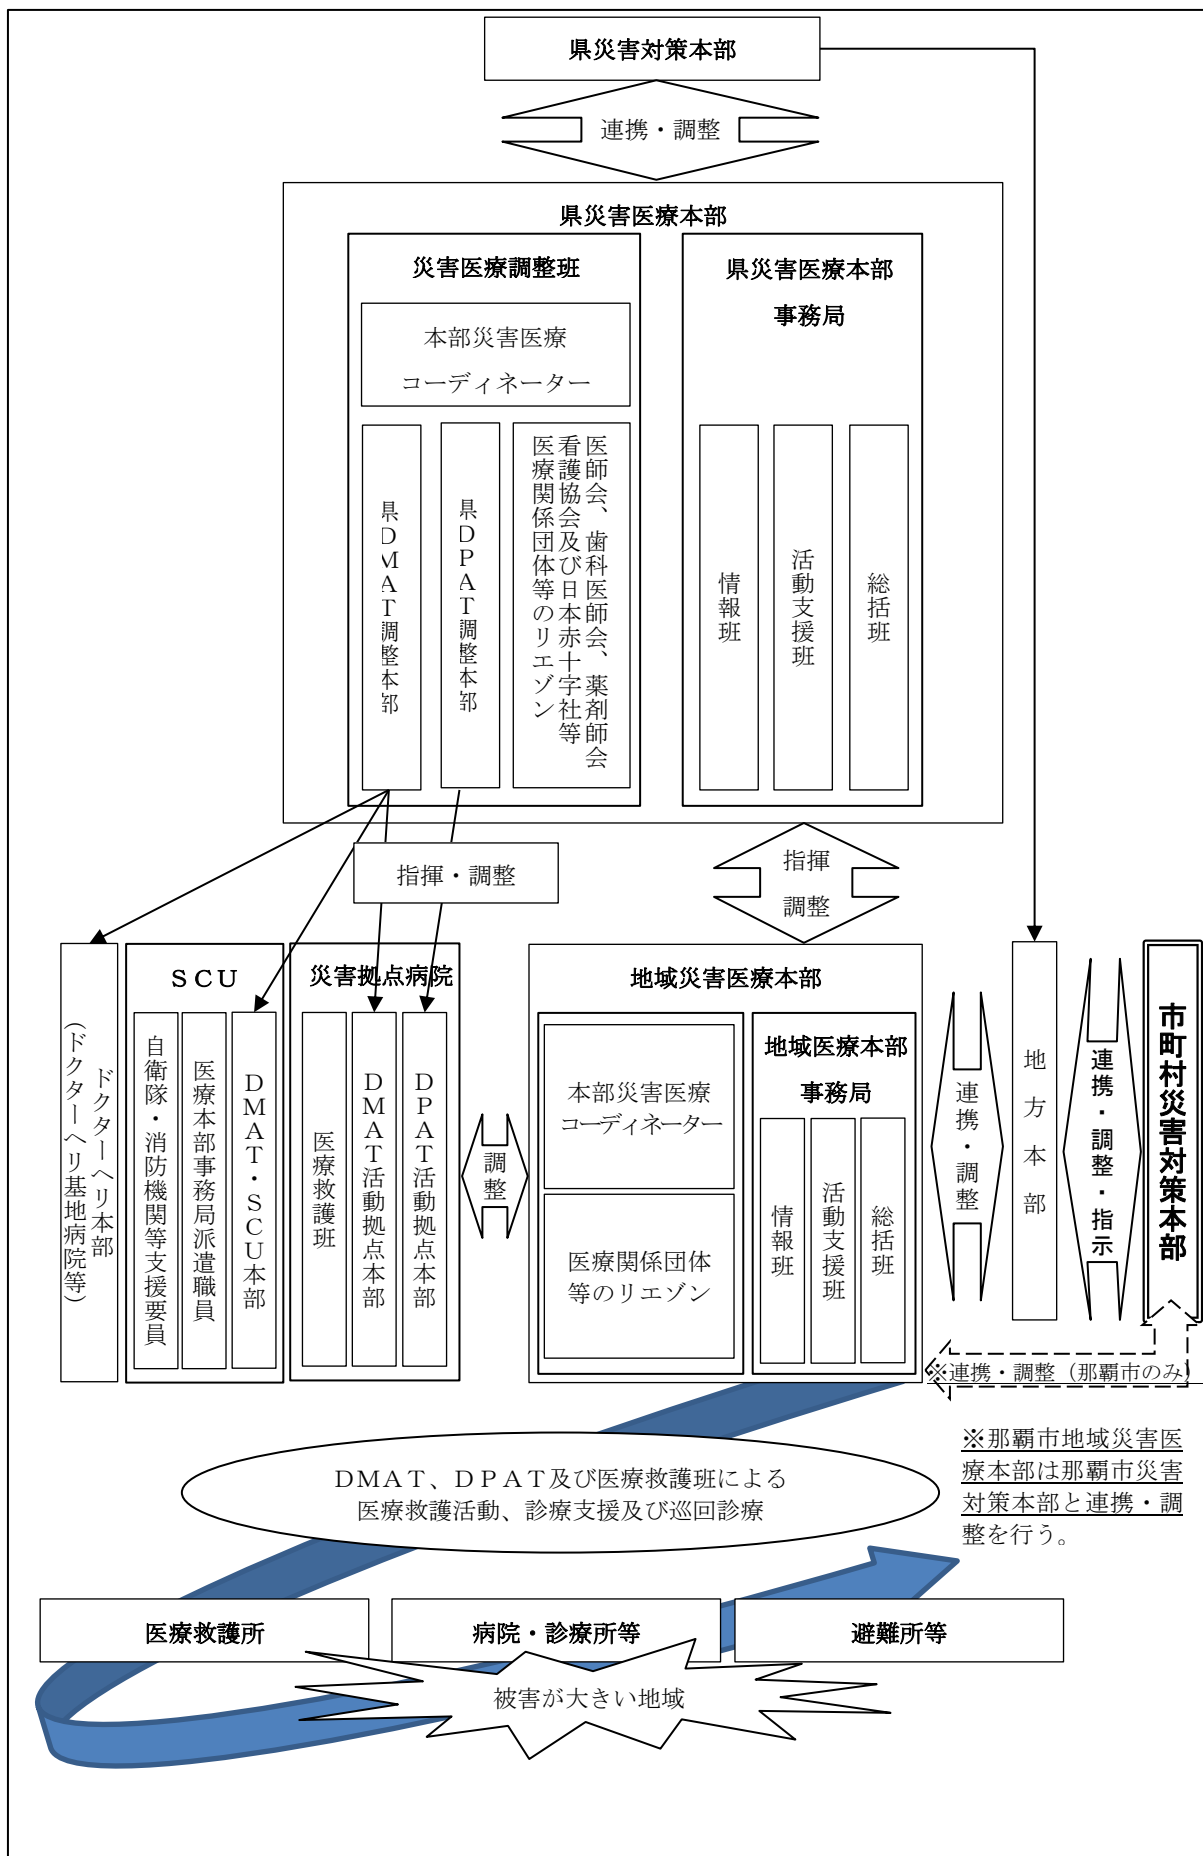 県災害対策本部
連携・調整
県災害医療本部
災害医療調整班
本部災害医療
コーディネーター
県DMAT調整本部
県DPAT調整本部
医師会、歯科医師会、薬剤師会
看護協会及び日本赤十字社等
医療関係団体等のリエゾン
県災害医療本部
事務局
情報班
活動支援班
総括班
指揮・調整
指揮
調整
ドクターヘリ本部
(ドクターヘリ基地病院等)
SCU
自衛隊・消防機関等支援要員
医療本部事務局派遣職員
DMAT・SCU本部
災害拠点病院
医療救護班
DMAT活動拠点本部
DPAT活動拠点本部
調整
地域災害医療本部
本部災害医療
コーディネーター
医療関係団体
等のリエゾン
地域医療本部
事務局
情報班
活動支援班
総括班
連携・調整
地方本部
連携・調整・指示
市町村災害対策本部
※連携・調整(那覇市のみ)
※那覇市地域災害医
療本部は那覇市災害
対策本部と連携・調
整を行う。
DMAT、DPAT及び医療救護班による
医療救護活動、診療支援及び巡回診療
医療救護所
病院・診療所等
避難所等
被害が大きい地域